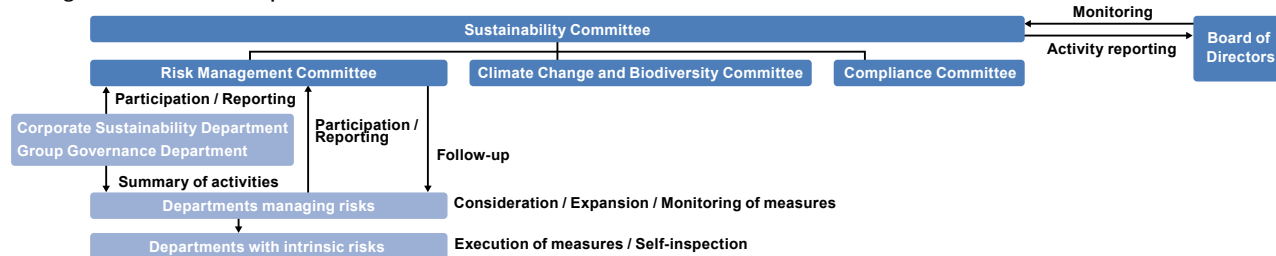 Monitoring
Sustainability Committee
Board of
Directors
Activity reporting
Risk Management Committee
Climate Change and Biodiversity Committee
Compliance Committee
Participation / Reporting
Corporate Sustainability Department
Group Governance Department
Participation /
Reporting
Follow-up
Summary of activities
Departments managing risks
Consideration / Expansion / Monitoring of measures
Departments with intrinsic risks
Execution of measures / Self-inspection